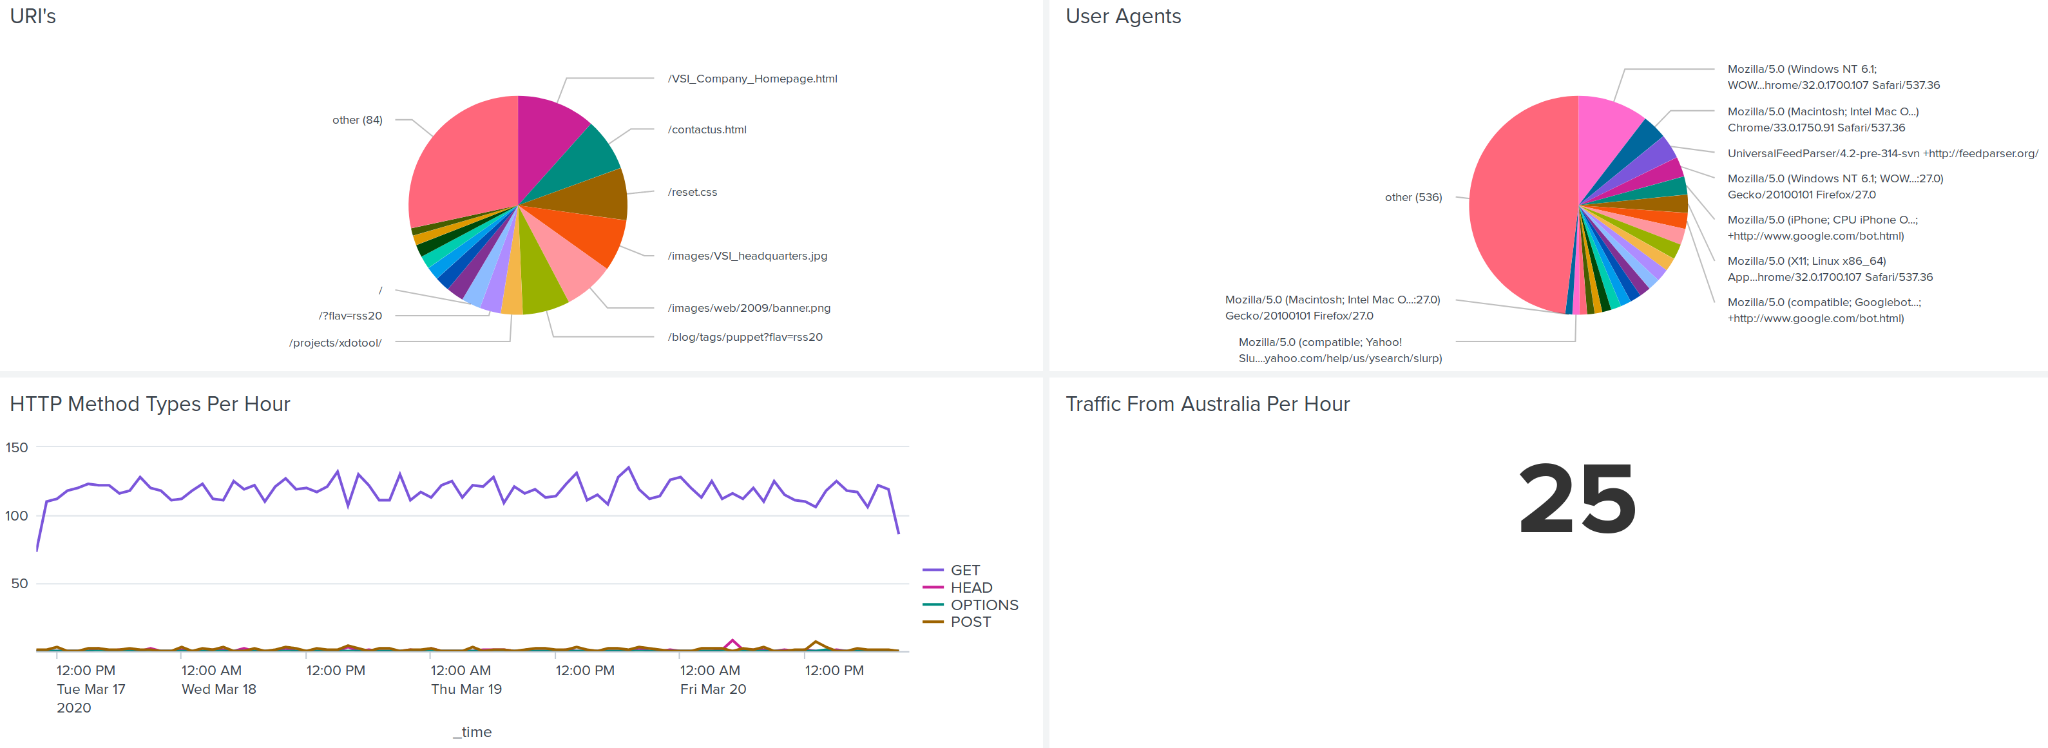 URI's
/VSI_Company_Homepage.html
/contactus.html
/reset.css
/images/VSI_headquarters.jpg
/images/web/2009/banner.png
/blog/tags/puppet?flav=rss20
other (84)
/
/?flav=rss20
/projects/xdotool/
User Agents
Mozilla/5.0 (Windows NT 6.1;
WOW...hrome/32.0.1700.107 Safari/537.36
Mozilla/5.0 (Macintosh; Intel Mac O...)
Chrome/33.0.1750.91 Safari/537.36
UniversalFeedParser/4.2-pre-314-svn +http://feedparser.org/
Mozilla/5.0 (Windows NT 6.1; WOW...:27.0)
Gecko/20100101 Firefox/27.0
Mozilla/5.0 (iPhone; CPU iPhone O...;
+http://www.google.com/bot.html)
Mozilla/5.0 (X11; Linux x86_64)
App...hrome/32.0.1700.107 Safari/537.36
Mozilla/5.0 (compatible; Googlebot...;
+http://www.google.com/bot.html)
other (536)
Mozilla/5.0 (Macintosh; Intel Mac O...:27.0)
Gecko/20100101 Firefox/27.0
Mozilla/5.0 (compatible; Yahoo!
Slu....yahoo.com/help/us/ysearch/slurp)
HTTP Method Types Per Hour
150
100
50
GET
HEAD
OPTIONS
POST
12:00 PM
Tue Mar 17
2020
12:00 AM
Wed Mar 18
12:00 PM
12:00 AM
Thu Mar 19
12:00 PM
12:00 AM
Fri Mar 20
12:00 PM
_time
Traffic From Australia Per Hour
25